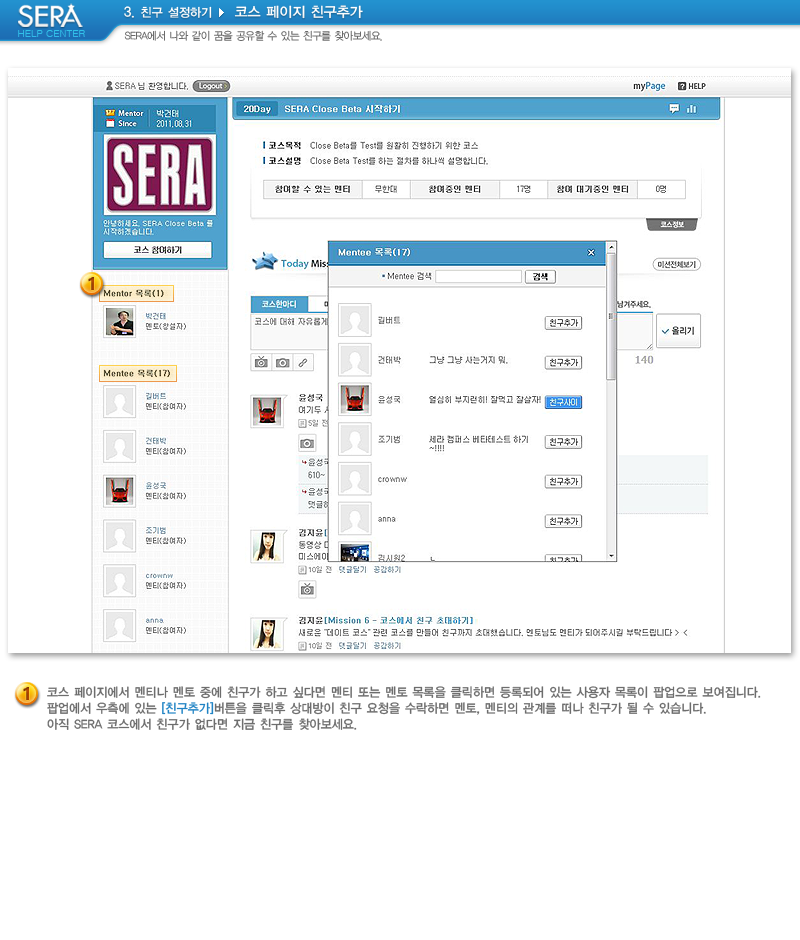 SERA
HELP CENTER
3. 친구 설정하기 ▶ 코스 페이지 친구추가
SERA에서 나와 같이 꿈을 공유할 수 있는 친구를 찾아보세요.
SERA 님 환영합니다. Logout
myPage HELP
Mentor 박건태
Since 2011.08.31
SERA
안녕하세요. SERA Close Beta 를
시작하겠습니다.
코스 참여하기
20Day SERA Close Beta 시작하기
코스목적 Close Beta를 Test를 원활히 진행하기 위한 코스
코스설명 Close Beta Test를 하는 절차를 하나씩 설명합니다.
참여할 수 있는 멘티 무한대 참여중인 멘티 17명 참여 대기중인 멘티 0명
코스정보
Today Miss
미션전체보기
1
Mentor 목록(1)
박건태
멘토(창설자)
Mentee 목록(17)
길버트
멘티(참여자)
건태박
멘티(참여자)
윤성국
멘티(참여자)
조기범
멘티(참여자)
crownw
멘티(참여자)
anna
멘티(참여자)
코스한마디
남겨주세요.
코스에 대해 자유롭게
올리기
140
Mentee 목록(17)
Mentee 검색 검색
길버트 친구추가
건태박 그냥 그냥 사는거지 뭐. 친구추가
윤성국 열심히 부지런히! 잘먹고 잘살자! 친구사이
조기범 세라 캠퍼스 베타테스트 하기
~!!!! 친구추가
crownw 친구추가
anna 친구추가
김시원2 친구추가
윤성국
여기두 시
5일 전
윤성국
610~
윤성국
댓글하
김지윤[
동영상
미스에이
10일 전 댓글달기 공감하기
김지윤[Mission 6 - 코스에서 친구 초대하기]
새로운 "데이트 코스" 관련 코스를 만들어 친구까지 초대했습니다. 멘토님도 멘티가 되어주시길 부탁드립니다 > <
10일 전 댓글달기 공감하기
1 코스 페이지에서 멘티나 멘토 중에 친구가 하고 싶다면 멘티 또는 멘토 목록을 클릭하면 등록되어 있는 사용자 목록이 팝업으로 보여집니다.
팝업에서 우측에 있는 [친구추가]버튼을 클릭후 상대방이 친구 요청을 수락하면 멘토, 멘티의 관계를 떠나 친구가 될 수 있습니다.
아직 SERA 코스에서 친구가 없다면 지금 친구를 찾아보세요.